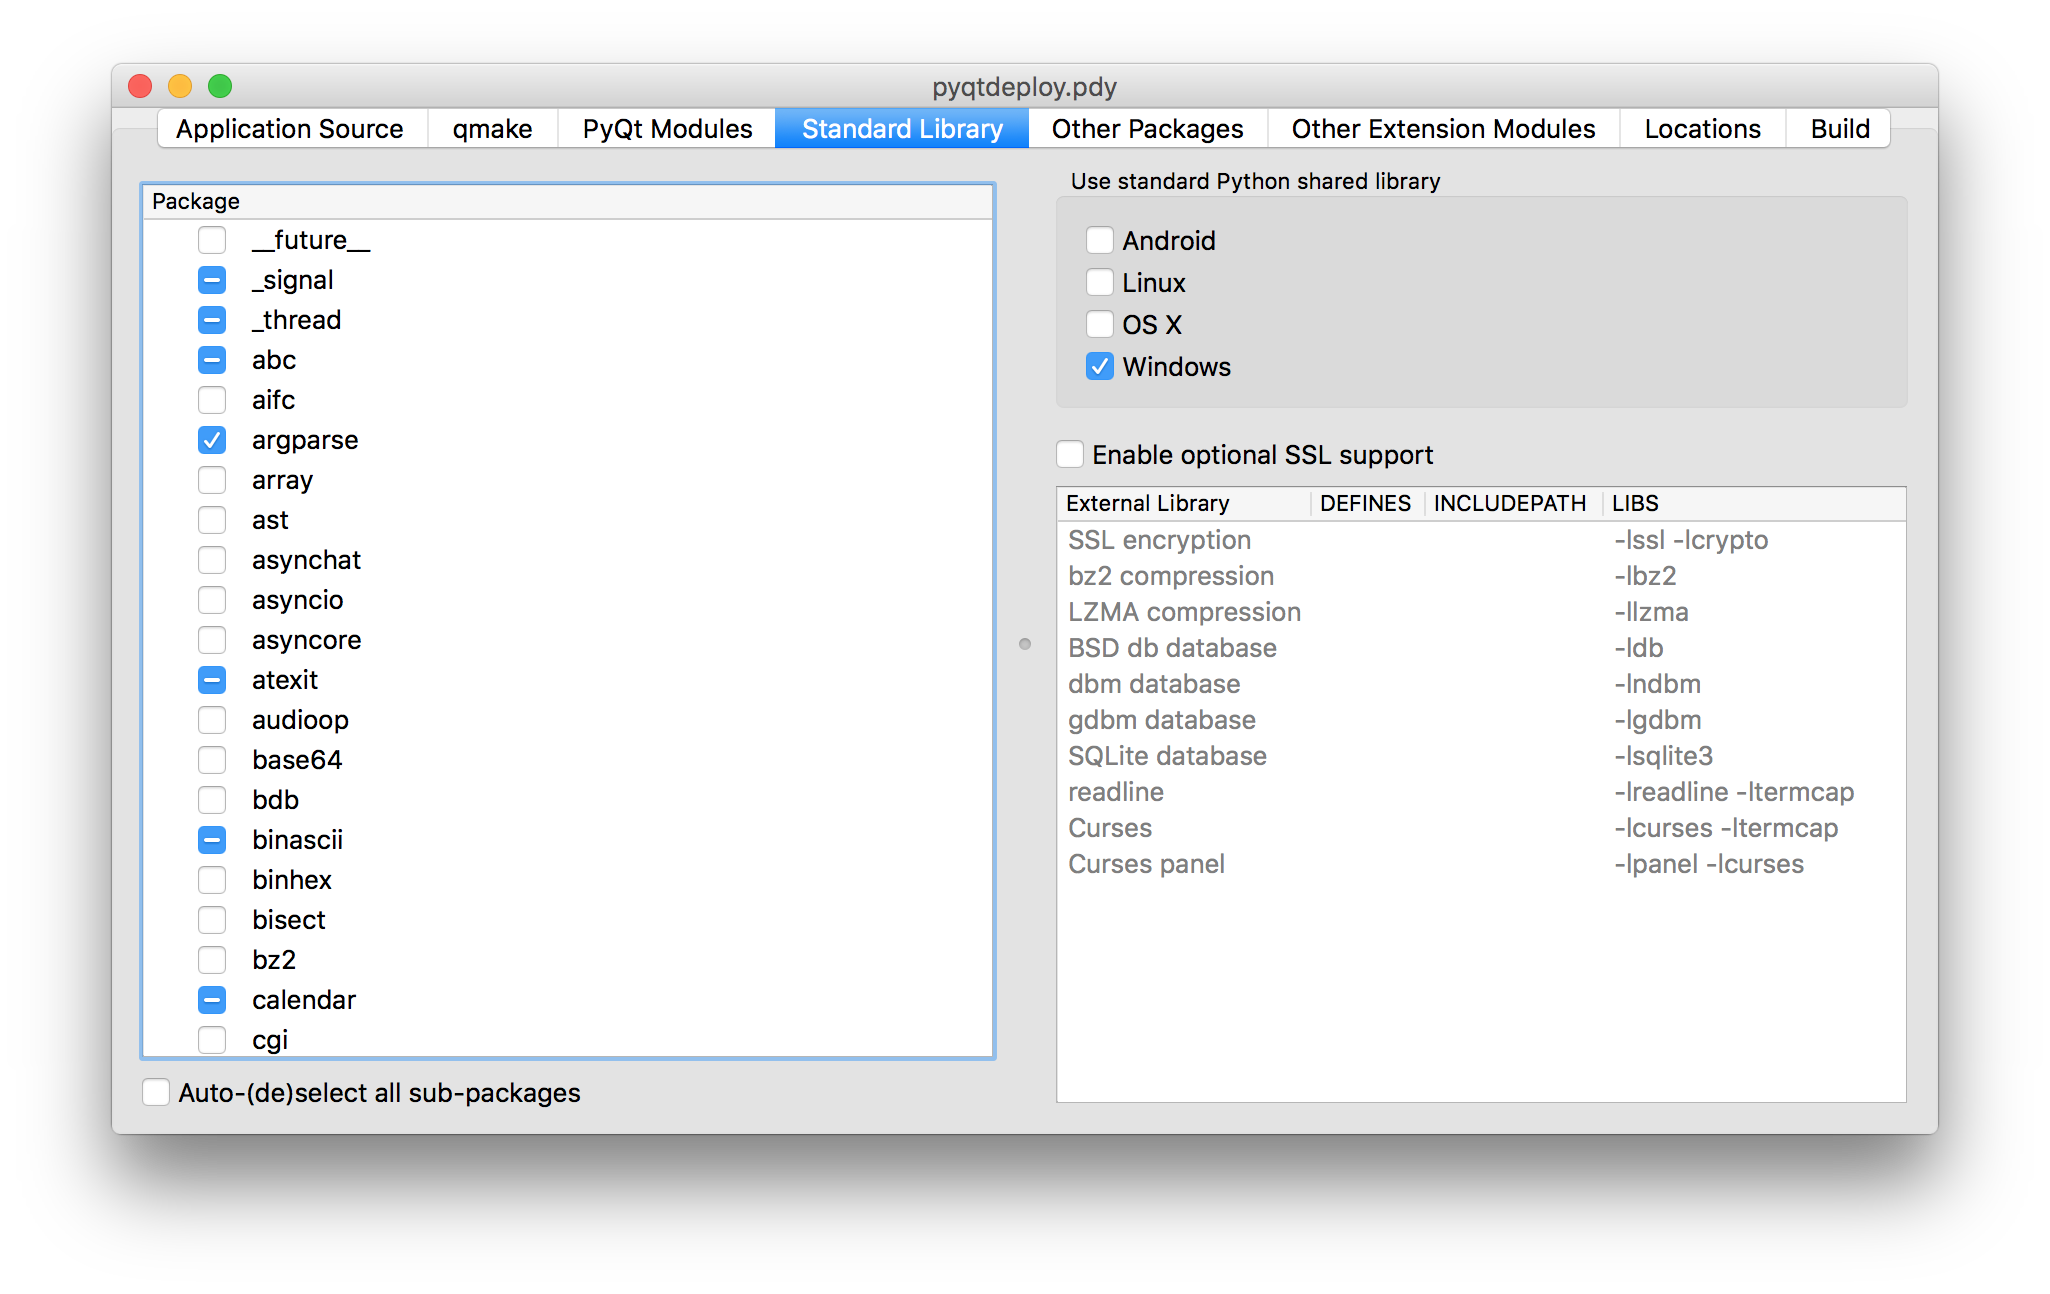 pyqtdeploy.pdy
Application Source qmake PyQt Modules Standard Library Other Packages Other Extension Modules Locations Build
Package
__future__
_signal
_thread
abc
aifc
argparse
array
ast
asynchat
asyncio
asyncore
atexit
audioop
base64
bdb
binascii
binhex
bisect
bz2
calendar
cgi
Auto-(de)select all sub-packages
Use standard Python shared library
Android
Linux
OS X
Windows
Enable optional SSL support
External Library DEFINES INCLUDEPATH LIBS
SSL encryption -lssl -lcrypto
bz2 compression -lbz2
LZMA compression -llzma
BSD db database -ldb
dbm database -lndbm
gdbm database -lgdbm
SQLite database -lsqlite3
readline -lreadline -ltermcap
Curses -lcurses -ltermcap
Curses panel -lpanel -lcurses